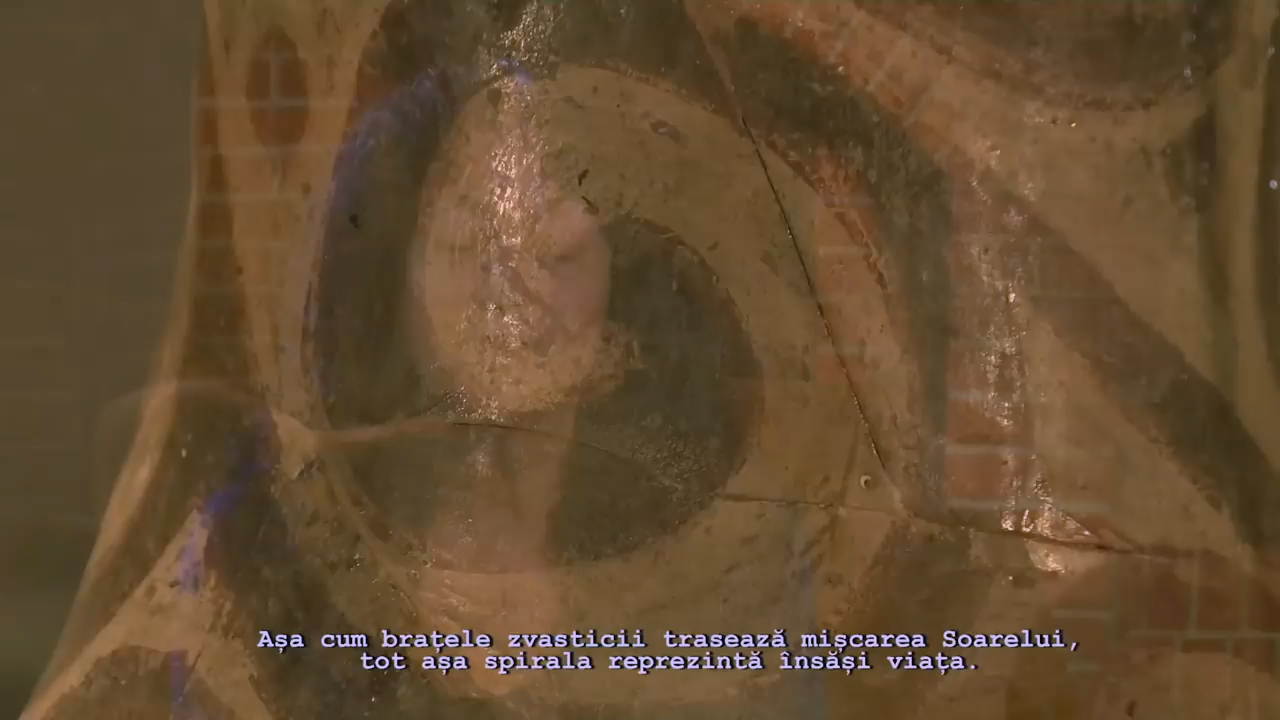 Așa cum brațele zvasticii trasează mișcarea Soarelui,
tot așa spirala reprezintă însăși viața.